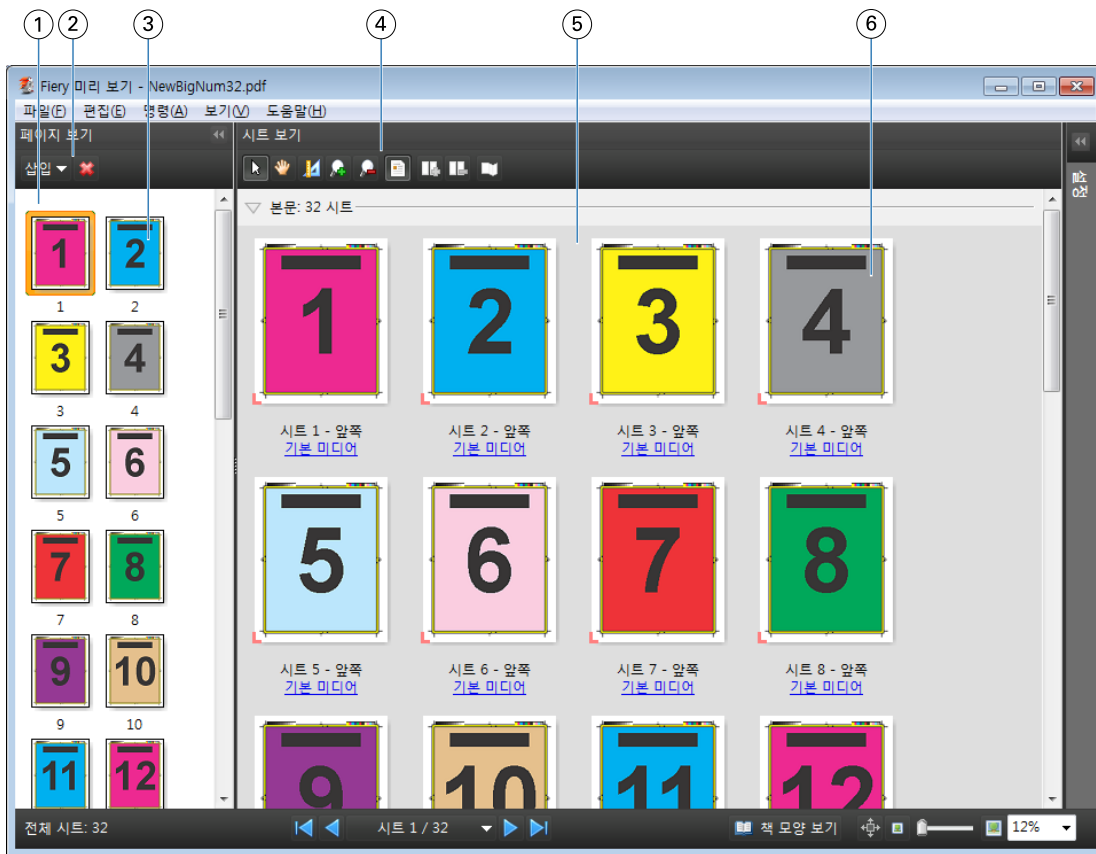 1 2 3 4 5 6
Fiery 미리 보기 - NewBigNum32.pdf
파일(F) 편집(E) 명령(A) 보기(V) 도움말(H)
페이지 보기
시트 보기
삽입
설정
본문: 32 시트
1 2
1 2
3 4
3 4
5 6
5 6
7 8
7 8
9 10
9 10
11 12
1 2 3 4
시트 1 - 앞쪽 시트 2 - 앞쪽 시트 3 - 앞쪽 시트 4 - 앞쪽
기본 미디어 기본 미디어 기본 미디어 기본 미디어
5 6 7 8
시트 5 - 앞쪽 시트 6 - 앞쪽 시트 7 - 앞쪽 시트 8 - 앞쪽
기본 미디어 기본 미디어 기본 미디어 기본 미디어
9 10 11 12
전체 시트: 32
시트 1 / 32
책 모양 보기
12%